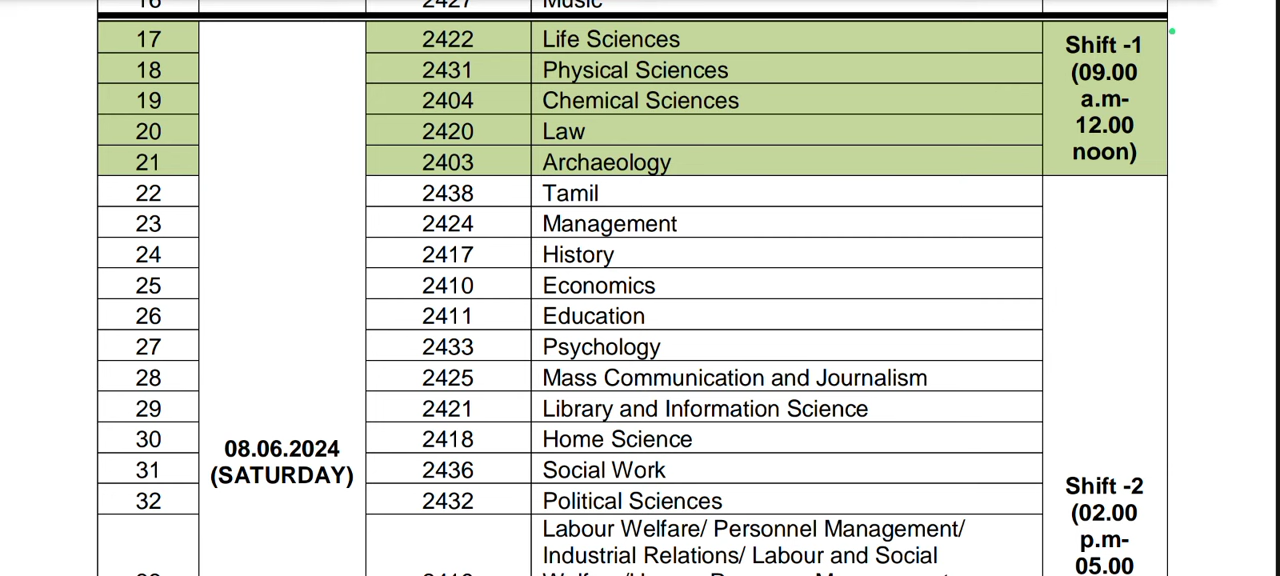 16 2427 Music
17 2422 Life Sciences
18 2431 Physical Sciences
19 2404 Chemical Sciences
20 2420 Law
21 2403 Archaeology
Shift -1
(09.00
a.m-
12.00
noon)
22 2438 Tamil
23 2424 Management
24 2417 History
25 2410 Economics
26 2411 Education
27 2433 Psychology
28 2425 Mass Communication and Journalism
29 2421 Library and Information Science
30 2418 Home Science
31 2436 Social Work
32 2432 Political Sciences
08.06.2024
(SATURDAY)
Labour Welfare/ Personnel Management/
Industrial Relations/ Labour and Social
Shift -2
(02.00
p.m-
05.00